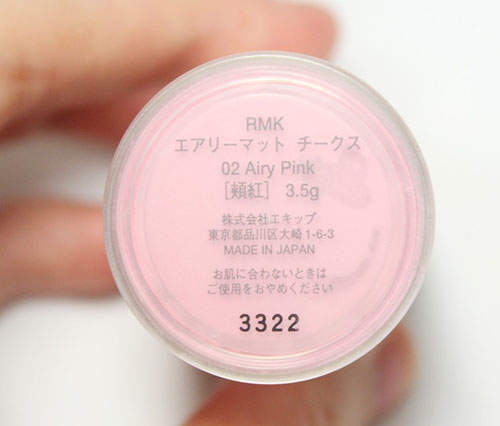 RMK
エアリーマット チークス
02 Airy Pink
[頬紅] 3.5g
株式会社エキップ
東京都品川区大崎1-6-3
MADE IN JAPAN
お肌に合わないときは
ご使用をおやめください
3322